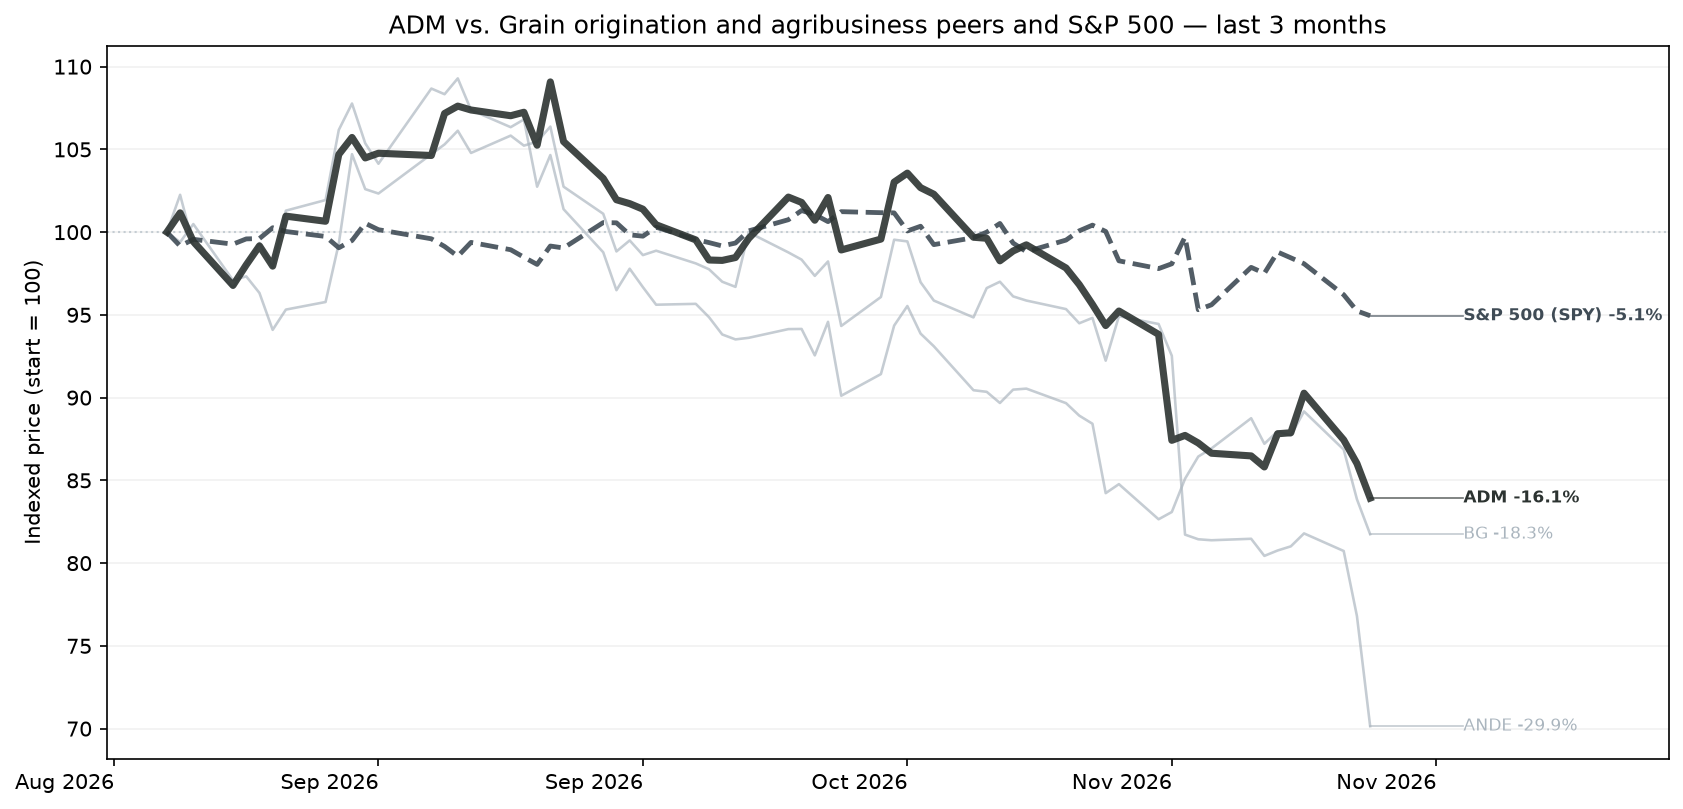 ADM vs. Grain origination and agribusiness peers and S&P 500 — last 3 months
Indexed price (start = 100)
110
105
100
95
90
85
80
75
70
S&P 500 (SPY) -5.1%
ADM -16.1%
BG -18.3%
ANDE -29.9%
Aug 2026
Sep 2026
Sep 2026
Oct 2026
Nov 2026
Nov 2026